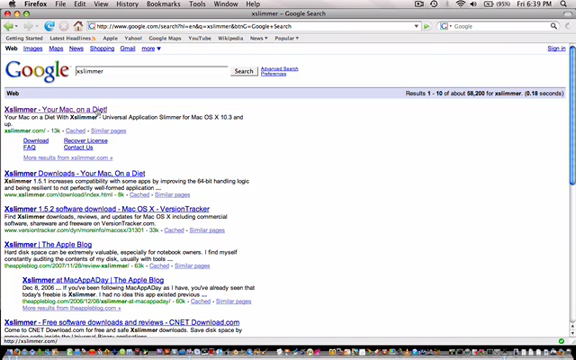 Firefox File Edit View History Bookmarks Tools Window Help Fri 6:39 PM
xslimmer - Google Search
http://www.google.com/search?hl=en&q=xslimmer&btnG=Google+Search Google
Getting Started Latest Headlines Apple Yahoo! Google Maps YouTube Wikipedia News Popular
Web Images Maps News Shopping Gmail more Sign in
Google xslimmer Search Advanced Search
Preferences
Web Results 1 - 10 of about 58,200 for xslimmer. (0.18 seconds)
Xslimmer - Your Mac, on a Diet!
Your Mac on a Diet With Xslimmer - Universal Application Slimmer for Mac OS X 10.3 and
up.
xslimmer.com/ - 13k - Cached - Similar pages
Download Recover License
FAQ Contact Us
More results from xslimmer.com »
Xslimmer Downloads - Your Mac, On a Diet
Xslimmer 1.5.1 improves compatibility with some apps by improving the 64-bit handling logic
and being resilient to not perfectly well-formed executables.
www.xslimmer.com/download/index.html - 8k - Cached - Similar pages
Xslimmer 1.5.2 software download - Mac OS X - VersionTracker
Find Xslimmer downloads, reviews, and updates for Mac OS X including commercial
software, shareware and freeware on VersionTracker.com.
www.versiontracker.com/dyn/moreinfo/macosx/31301 - 33k - Cached - Similar pages
Xslimmer | The Apple Blog
Hard disk space can be extremely valuable, especially for notebook owners. I find myself
constantly auditing the contents of my disk, using tools ...
theappleblog.com/2007/11/28/review-xslimmer/ - 60k - Cached - Similar pages
Xslimmer at MacAppADay | The Apple Blog
Dec 8, 2006 ... If you've been following MacAppADay as I have, you've already seen that
today's freebie is Xslimmer. I had no idea this app existed previous ...
theappleblog.com/2006/12/08/xslimmer-at-macappaday/ - 60k - Cached - Similar pages
More results from theappleblog.com »
Xslimmer - Free software downloads and reviews - CNET Download.com
Come to CNET Download.com for free and safe Xslimmer downloads. Save disk space by
http://xslimmer.com/